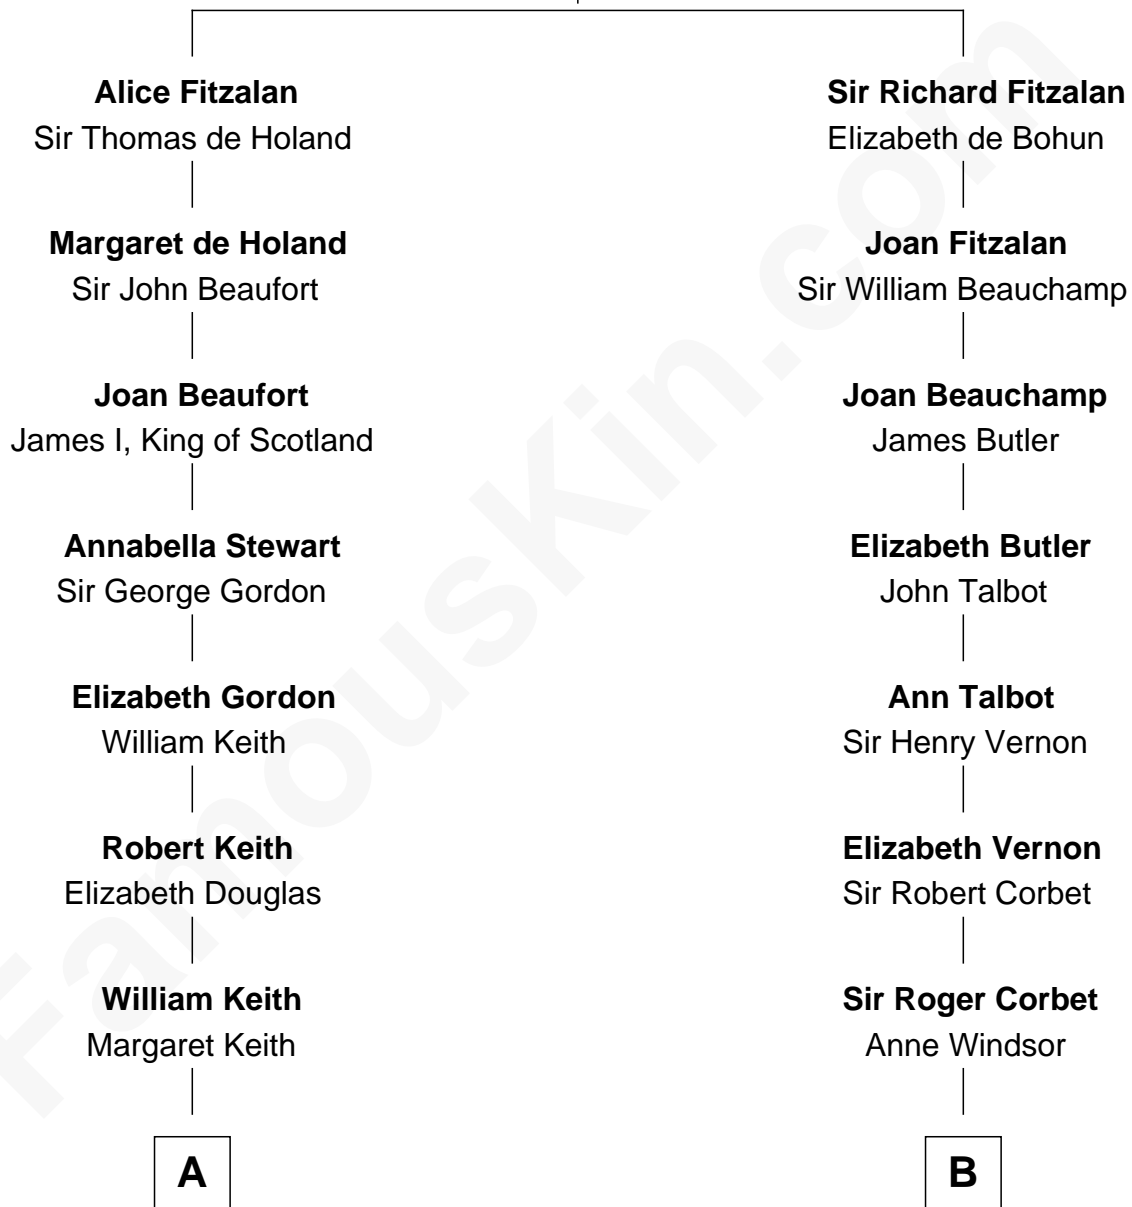 Alice Fitzalan
Sir Thomas de Holand
Margaret de Holand
Sir John Beaufort
Joan Beaufort
James I, King of Scotland
Annabella Stewart
Sir George Gordon
Elizabeth Gordon
William Keith
Robert Keith
Elizabeth Douglas
William Keith
Margaret Keith
A
Sir Richard Fitzalan
Elizabeth de Bohun
Joan Fitzalan
Sir William Beauchamp
Joan Beauchamp
James Butler
Elizabeth Butler
John Talbot
Ann Talbot
Sir Henry Vernon
Elizabeth Vernon
Sir Robert Corbet
Sir Roger Corbet
Anne Windsor
B
FamousKin.com